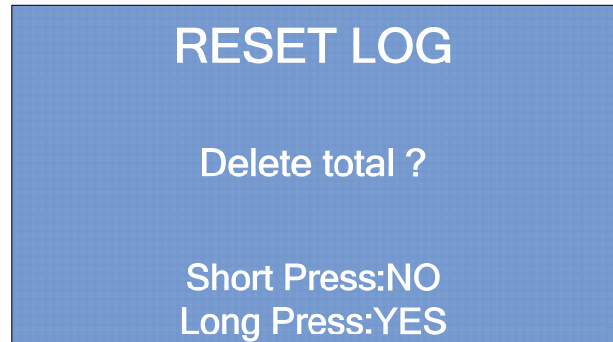 RESET LOG
Delete total ?
Short Press:NO
Long Press:YES